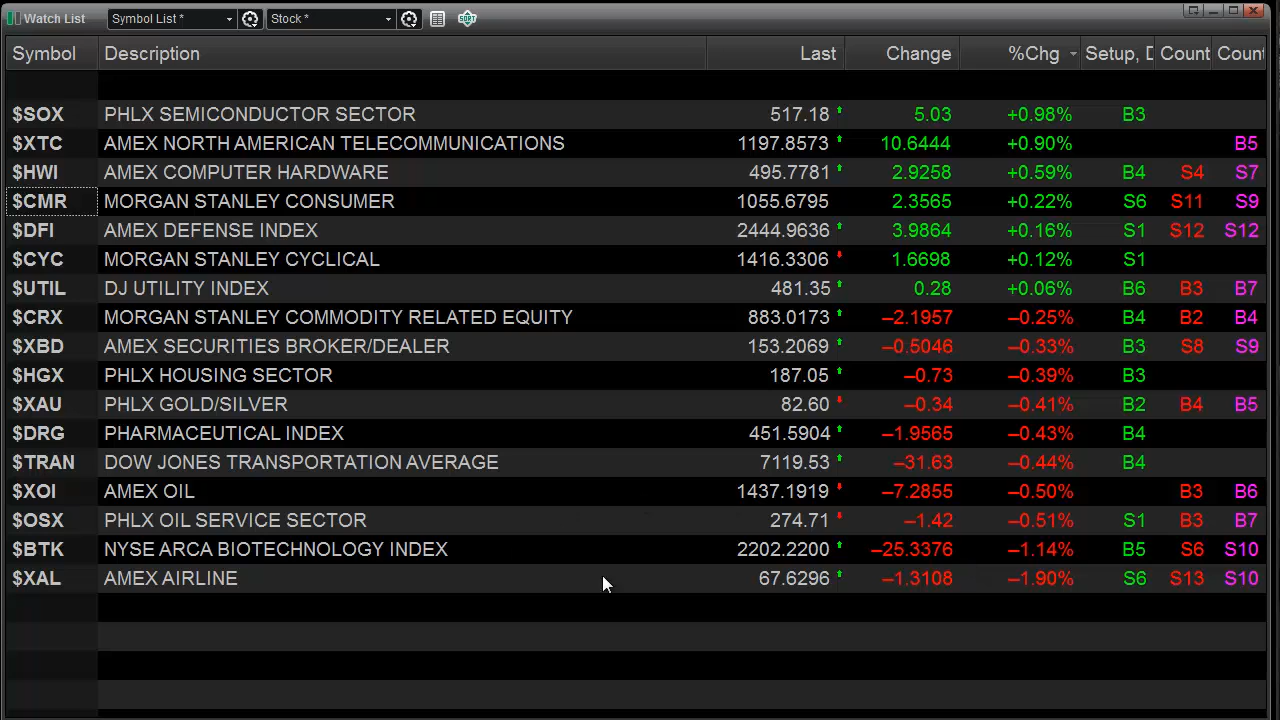 Watch List Symbol List * Stock * SORT
Symbol Description Last Change %Chg Setup, D Count Count
$SOX PHLX SEMICONDUCTOR SECTOR 517.18 5.03 +0.98% B3
$XTC AMEX NORTH AMERICAN TELECOMMUNICATIONS 1197.8573 10.6444 +0.90% B5
$HWI AMEX COMPUTER HARDWARE 495.7781 2.9258 +0.59% B4 S4 S7
$CMR MORGAN STANLEY CONSUMER 1055.6795 2.3565 +0.22% S6 S11 S9
$DFI AMEX DEFENSE INDEX 2444.9636 3.9864 +0.16% S1 S12 S12
$CYC MORGAN STANLEY CYCLICAL 1416.3306 1.6698 +0.12% S1
$UTIL DJ UTILITY INDEX 481.35 0.28 +0.06% B6 B3 B7
$CRX MORGAN STANLEY COMMODITY RELATED EQUITY 883.0173 –2.1957 –0.25% B4 B2 B4
$XBD AMEX SECURITIES BROKER/DEALER 153.2069 –0.5046 –0.33% B3 S8 S9
$HGX PHLX HOUSING SECTOR 187.05 –0.73 –0.39% B3
$XAU PHLX GOLD/SILVER 82.60 –0.34 –0.41% B2 B4 B5
$DRG PHARMACEUTICAL INDEX 451.5904 –1.9565 –0.43% B4
$TRAN DOW JONES TRANSPORTATION AVERAGE 7119.53 –31.63 –0.44% B4
$XOI AMEX OIL 1437.1919 –7.2855 –0.50% B3 B6
$OSX PHLX OIL SERVICE SECTOR 274.71 –1.42 –0.51% S1 B3 B7
$BTK NYSE ARCA BIOTECHNOLOGY INDEX 2202.2200 –25.3376 –1.14% B5 S6 S10
$XAL AMEX AIRLINE 67.6296 –1.3108 –1.90% S6 S13 S10